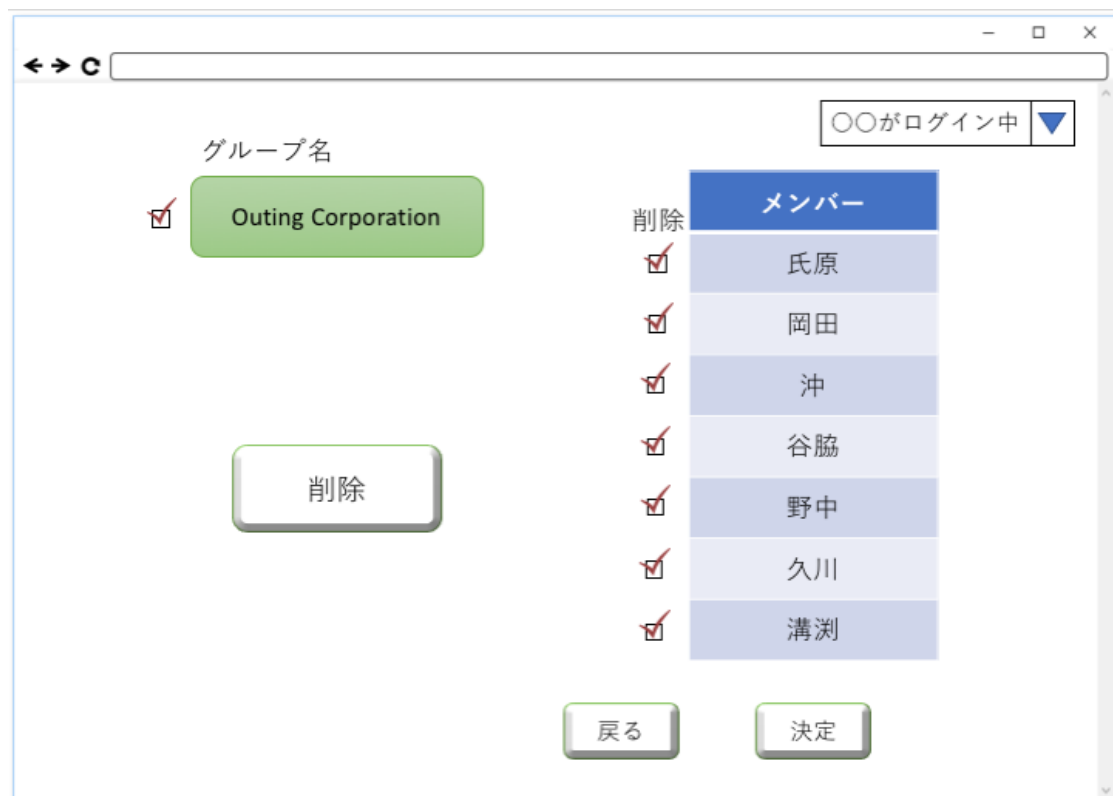 〇〇がログイン中
グループ名
Outing Corporation
削除
削除
メンバー
氏原
岡田
沖
谷脇
野中
久川
溝渕
戻る
決定